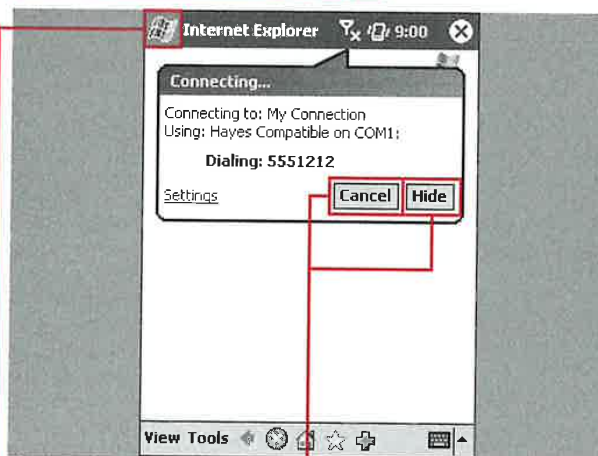 Internet Explorer 9:00
Connecting...
Connecting to: My Connection
Using: Hayes Compatible on COM1:
Dialing: 5551212
Settings Cancel Hide
View Tools